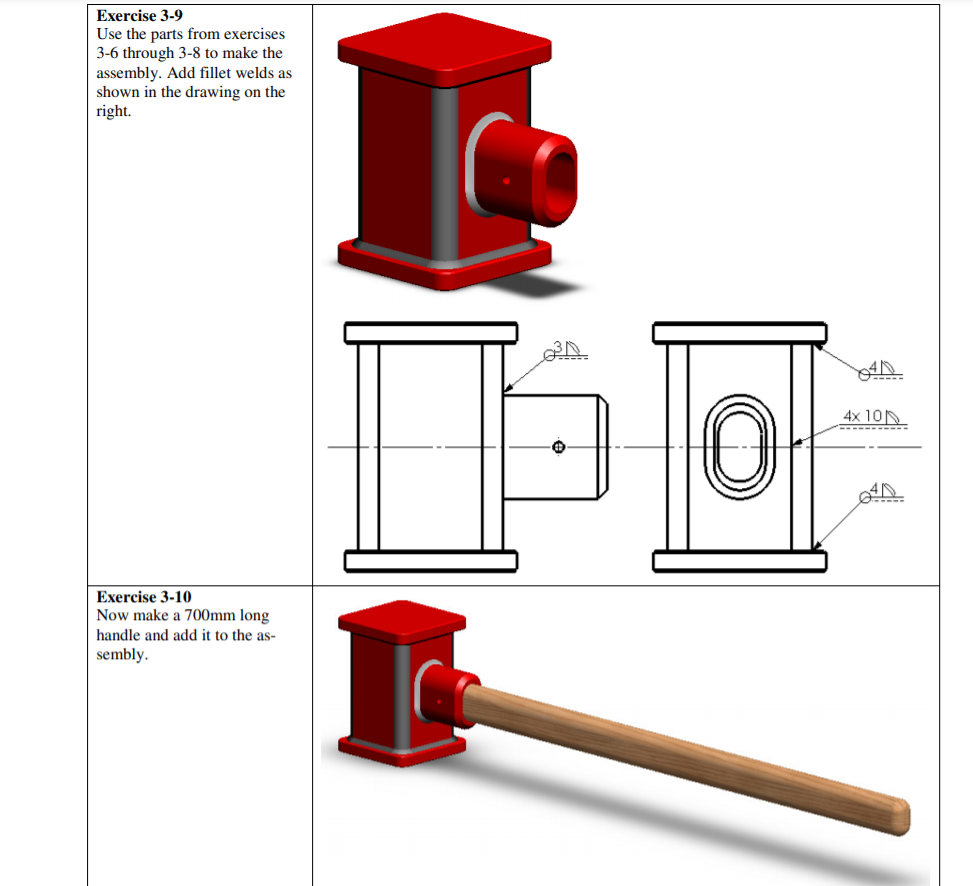 Exercise 3-9
Use the parts from exercises
3-6 through 3-8 to make the
assembly. Add fillet welds as
shown in the drawing on the
right.
3
4
4x 10
4
Exercise 3-10
Now make a 700mm long
handle and add it to the as-
sembly.